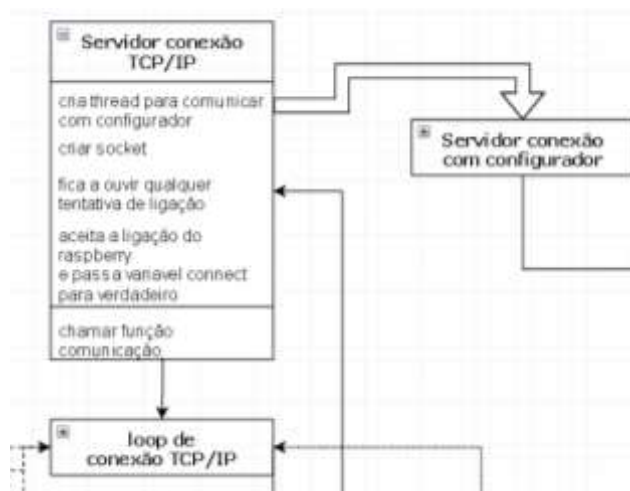 Servidor conexão
TCP/IP
cria thread para comunicar
com configurador
criar socket
fica a ouvir qualquer
tentativa de ligação
aceita a ligação do
raspberry
e passa a variavel connect
para verdadeiro
chamar função
comunicação
Servidor conexão
com configurador
loop de
conexão TCP/IP